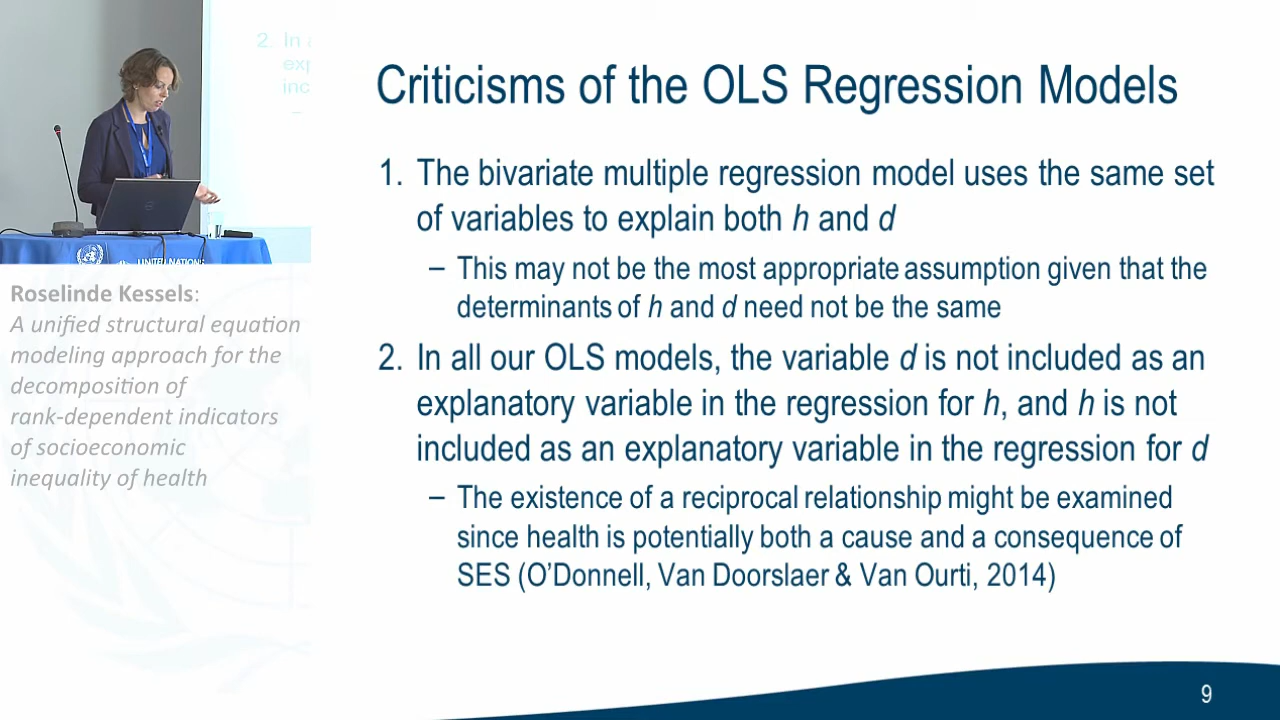 2. In
exp
inc
UNITED NATIONS
Roselinde Kessels:
A unified structural equation
modeling approach for the
decomposition of
rank-dependent indicators
of socioeconomic
inequality of health
Criticisms of the OLS Regression Models
1. The bivariate multiple regression model uses the same set
of variables to explain both h and d
– This may not be the most appropriate assumption given that the
determinants of h and d need not be the same
2. In all our OLS models, the variable d is not included as an
explanatory variable in the regression for h, and h is not
included as an explanatory variable in the regression for d
– The existence of a reciprocal relationship might be examined
since health is potentially both a cause and a consequence of
SES (O’Donnell, Van Doorslaer & Van Ourti, 2014)
9